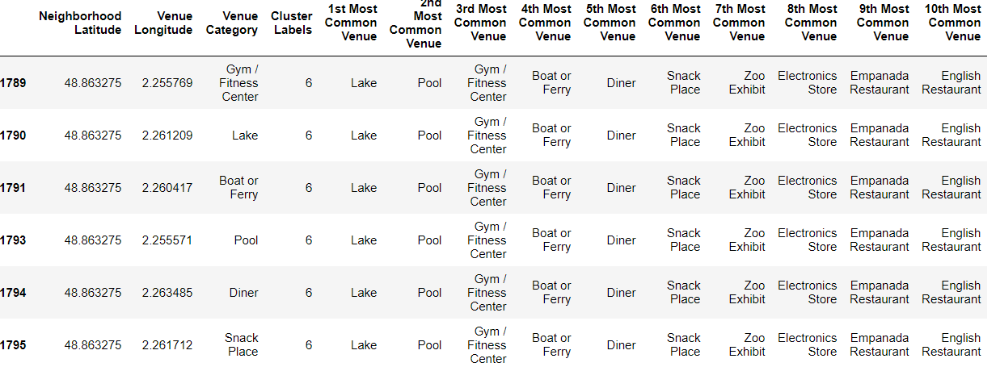 Neighborhood Latitude Venue Longitude Venue Category Cluster Labels 1st Most Common Venue 2nd Most Common Venue 3rd Most Common Venue 4th Most Common Venue 5th Most Common Venue 6th Most Common Venue 7th Most Common Venue 8th Most Common Venue 9th Most Common Venue 10th Most Common Venue
1789 48.863275 2.255769 Gym / Fitness Center 6 Lake Pool Gym / Fitness Center Boat or Ferry Diner Snack Place Zoo Exhibit Electronics Store Empanada Restaurant English Restaurant
1790 48.863275 2.261209 Lake 6 Lake Pool Gym / Fitness Center Boat or Ferry Diner Snack Place Zoo Exhibit Electronics Store Empanada Restaurant English Restaurant
1791 48.863275 2.260417 Boat or Ferry 6 Lake Pool Gym / Fitness Center Boat or Ferry Diner Snack Place Zoo Exhibit Electronics Store Empanada Restaurant English Restaurant
1793 48.863275 2.255571 Pool 6 Lake Pool Gym / Fitness Center Boat or Ferry Diner Snack Place Zoo Exhibit Electronics Store Empanada Restaurant English Restaurant
1794 48.863275 2.263485 Diner 6 Lake Pool Gym / Fitness Center Boat or Ferry Diner Snack Place Zoo Exhibit Electronics Store Empanada Restaurant English Restaurant
1795 48.863275 2.261712 Snack Place 6 Lake Pool Gym / Fitness Center Boat or Ferry Diner Snack Place Zoo Exhibit Electronics Store Empanada Restaurant English Restaurant